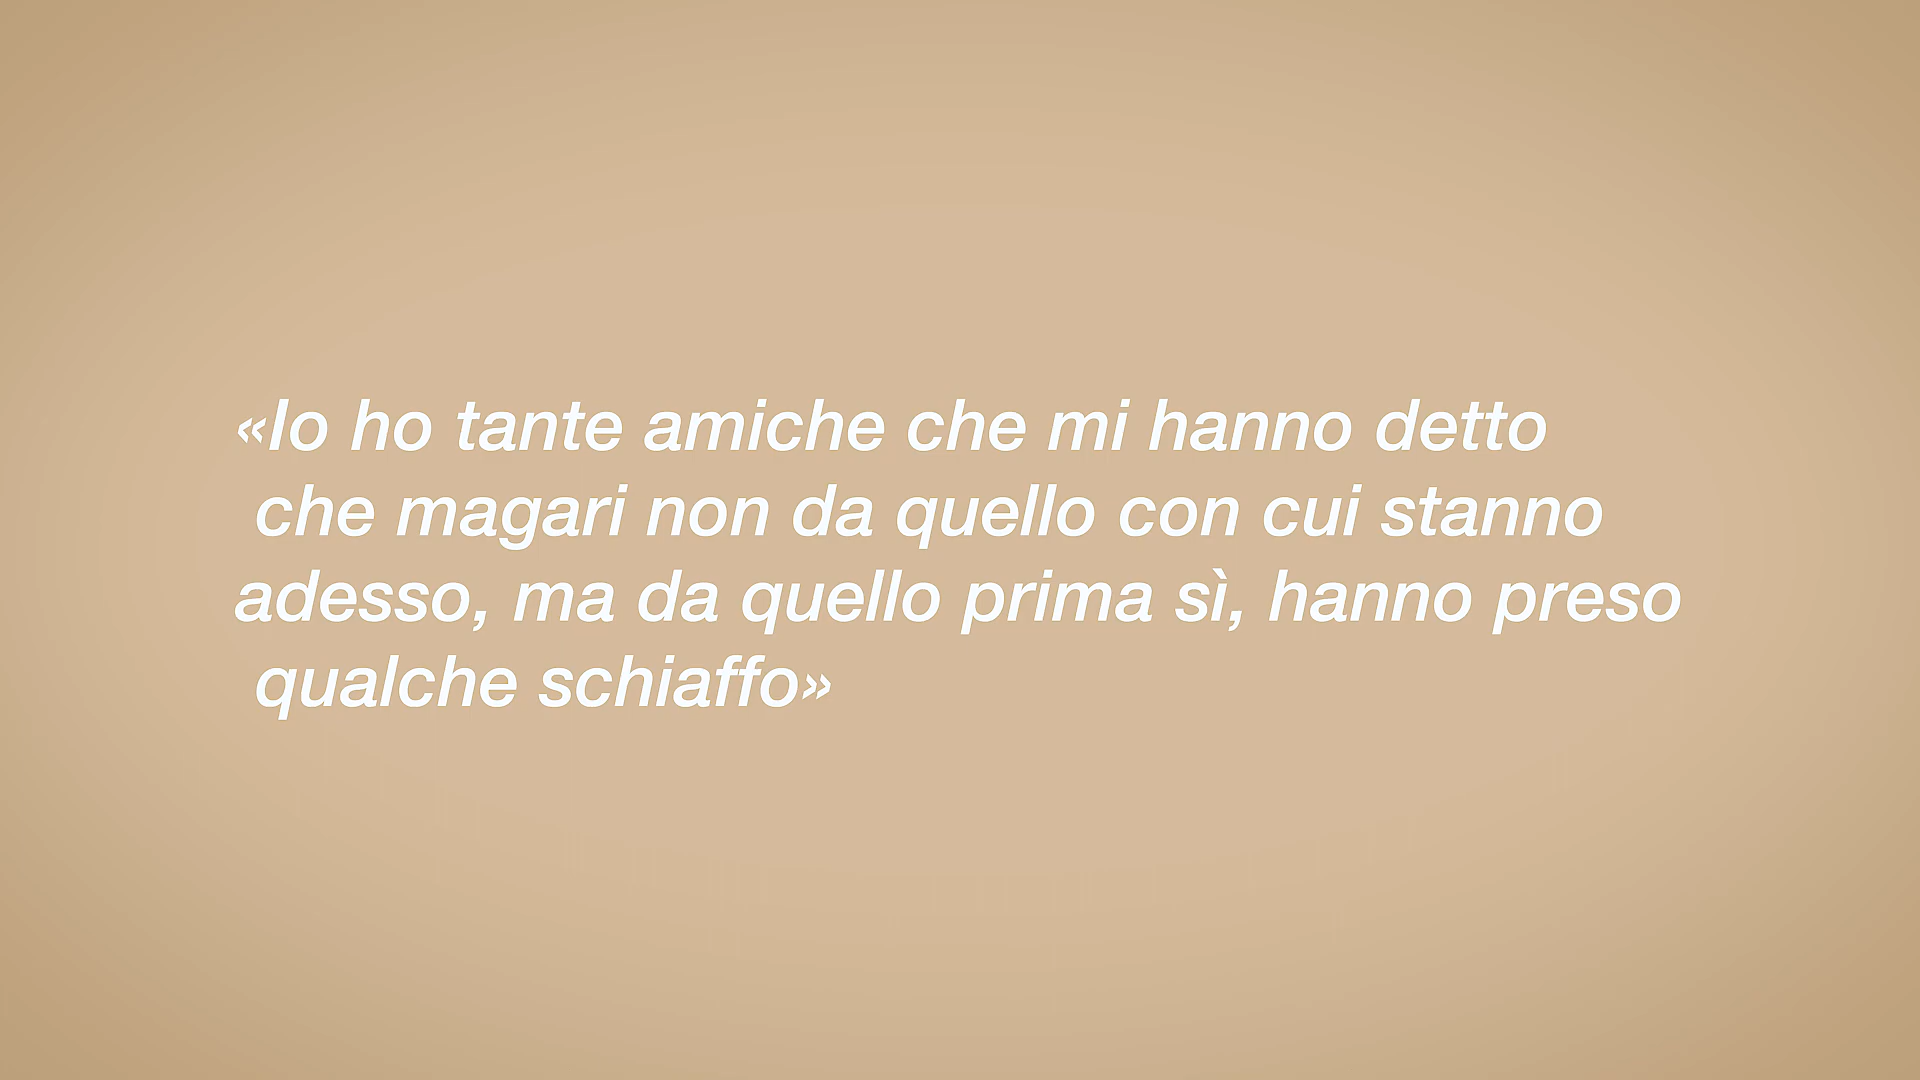 «Io ho tante amiche che mi hanno detto
che magari non da quello con cui stanno
adesso, ma da quello prima sì, hanno preso
qualche schiaffo»